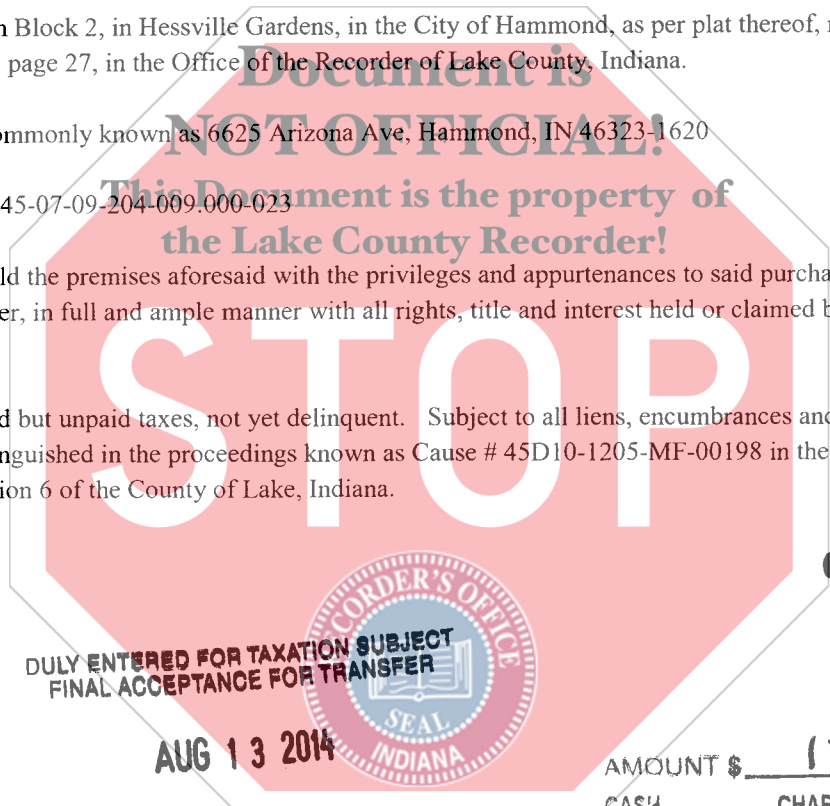 Block 2, in Hessville Gardens, in the City of Hammond, as per plat thereof,
Document is
page 27, in the Office of the Recorder of Lake County, Indiana.
ommonly known as 6625 Arizona Ave, Hammond, IN 46323-1620
NOT OFFICIAL!
This Document is the property of
45-07-09-204-009.000-023
the Lake County Recorder!
ld the premises aforesaid with the privileges and appurtenances to said purcha
er, in full and ample manner with all rights, title and interest held or claimed b
STOP
d but unpaid taxes, not yet delinquent. Subject to all liens, encumbrances and
nguished in the proceedings known as Cause # 45D10-1205-MF-00198 in the
ion 6 of the County of Lake, Indiana.
CORDER'S OFFICE
DULY ENTERED FOR TAXATION SUBJECT
FINAL ACCEPTANCE FOR TRANSFER
SEAL
INDIANA
AUG 13 2014
AMOUNT $
CASH CHAR